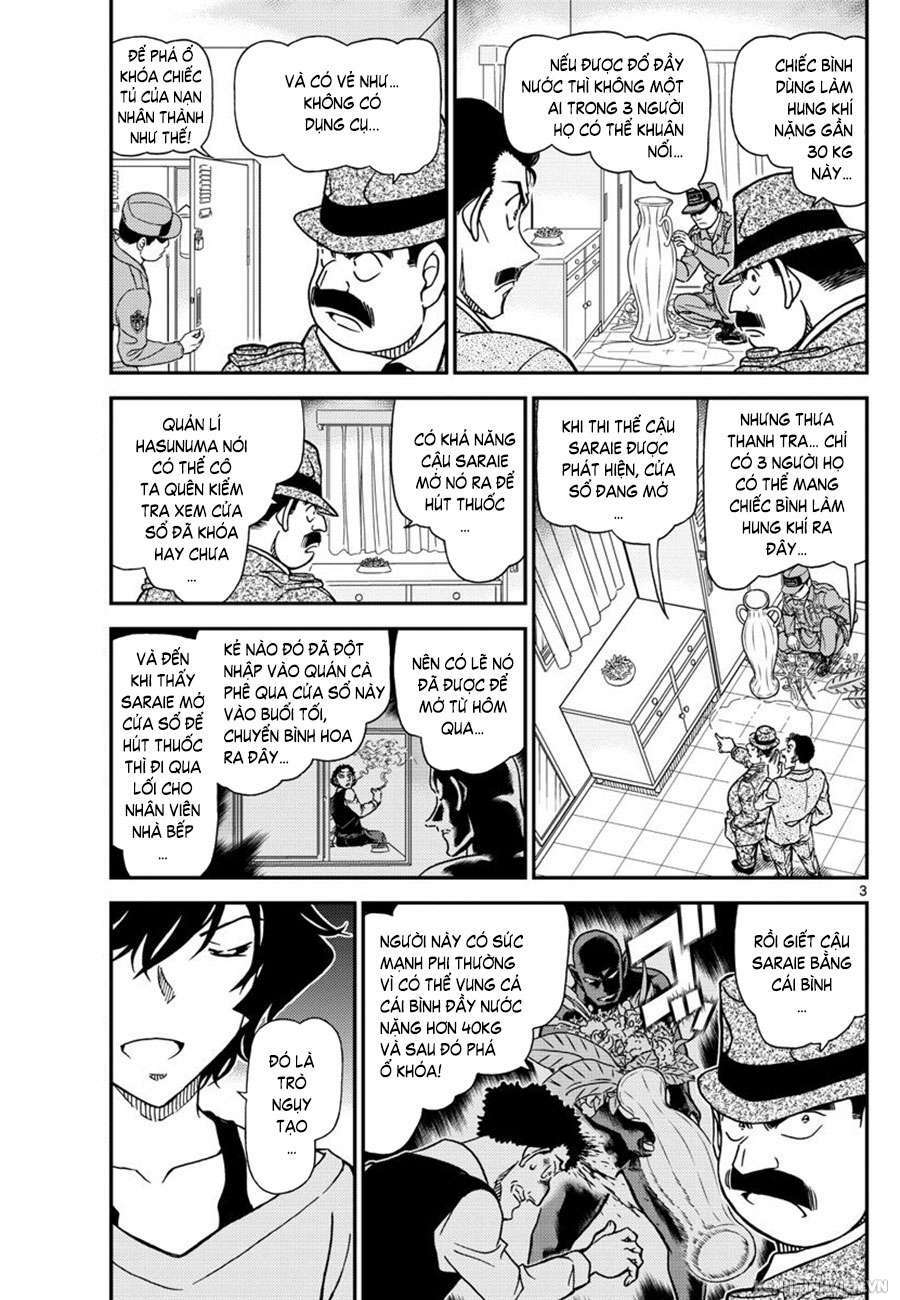 CHIẾC BÌNH
DÙNG LÀM
HUNG KHÍ
NẶNG GẦN
30 KG
NÀY...
NẾU ĐƯỢC ĐỔ ĐẦY
NƯỚC THÌ KHÔNG MỘT
AI TRONG 3 NGƯỜI
HỌ CÓ THỂ KHUÂN
NỔI...
VÀ CÓ VẺ NHƯ...
KHÔNG CÓ
DỤNG CỤ...
ĐỂ PHÁ Ổ
KHÓA CHIẾC
TỦ CỦA NẠN
NHÂN THÀNH
NHƯ THẾ!
NHƯNG THƯA
THANH TRA... CHỈ
CÓ 3 NGƯỜI HỌ
CÓ THỂ MANG
CHIẾC BÌNH LÀM
HUNG KHÍ RA
ĐÂY...
KHI THI THỂ CẬU
SARAIE ĐƯỢC
PHÁT HIỆN, CỬA
SỔ ĐANG MỞ
...
CÓ KHẢ NĂNG
CẬU SARAIE
MỞ NÓ RA ĐỂ
HÚT THUỐC
...
QUẢN LÍ
HASUNUMA NÓI
CÓ THỂ CÔ
TA QUÊN KIỂM
TRA XEM CỬA
SỔ ĐÃ KHÓA
HAY CHƯA
...
NÊN CÓ LẼ NÓ
ĐÃ ĐƯỢC ĐỂ
MỞ TỪ HÔM
QUA...
KẺ NÀO ĐÓ ĐÃ ĐỘT
NHẬP VÀO QUÁN CÀ
PHÊ QUA CỬA SỔ NÀY
VÀO BUỔI TỐI,
CHUYỂN BÌNH HOA
RA ĐÂY...
VÀ ĐẾN
KHI THẤY
SARAIE MỞ
CỬA SỔ ĐỂ
HÚT THUỐC
THÌ ĐI QUA
LỐI CHO
NHÂN VIÊN
NHÀ BẾP
...
3
RỒI GIẾT CẬU
SARAIE BẰNG
CÁI BÌNH
...
NGƯỜI NÀY CÓ SỨC
MẠNH PHI THƯỜNG
VÌ CÓ THỂ VUNG CẢ
CÁI BÌNH ĐẦY NƯỚC
NẶNG HƠN 40KG
VÀ SAU ĐÓ PHÁ
Ổ KHÓA!
ĐÓ LÀ
TRÒ
NGỤY
TẠO